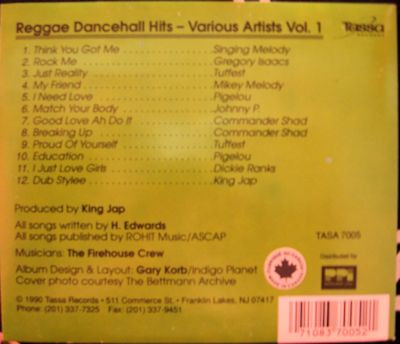 Reggae Dancehall Hits – Various Artists Vol. 1
Tassa
RECORDS
1. Think You Got Me Singing Melody
2. Rock Me Gregory Isaacs
3. Just Reality Tuffest
4. My Friend Mikey Melody
5. I Need Love Pigelou
6. Match Your Body Johnny P.
7. Good Love Ah Do It Commander Shad
8. Breaking Up Commander Shad
9. Proud Of Yourself Tuffest
10. Education Pigelou
11. I Just Love Girls Dickie Ranks
12. Dub Stylee King Jap
Produced by King Jap
All songs written by H. Edwards
All songs published by ROHIT Music/ASCAP
TASA 7005
Musicians: The Firehouse Crew
Distributed by
Album Design & Layout: Gary Korb/Indigo Planet
Cover photo courtesy The Bettmann Archive
© 1990 Tassa Records • 511 Commerce St. • Franklin Lakes, NJ 07417
Phone: (201) 337-7325 Fax: (201) 337-9451
71083 70052